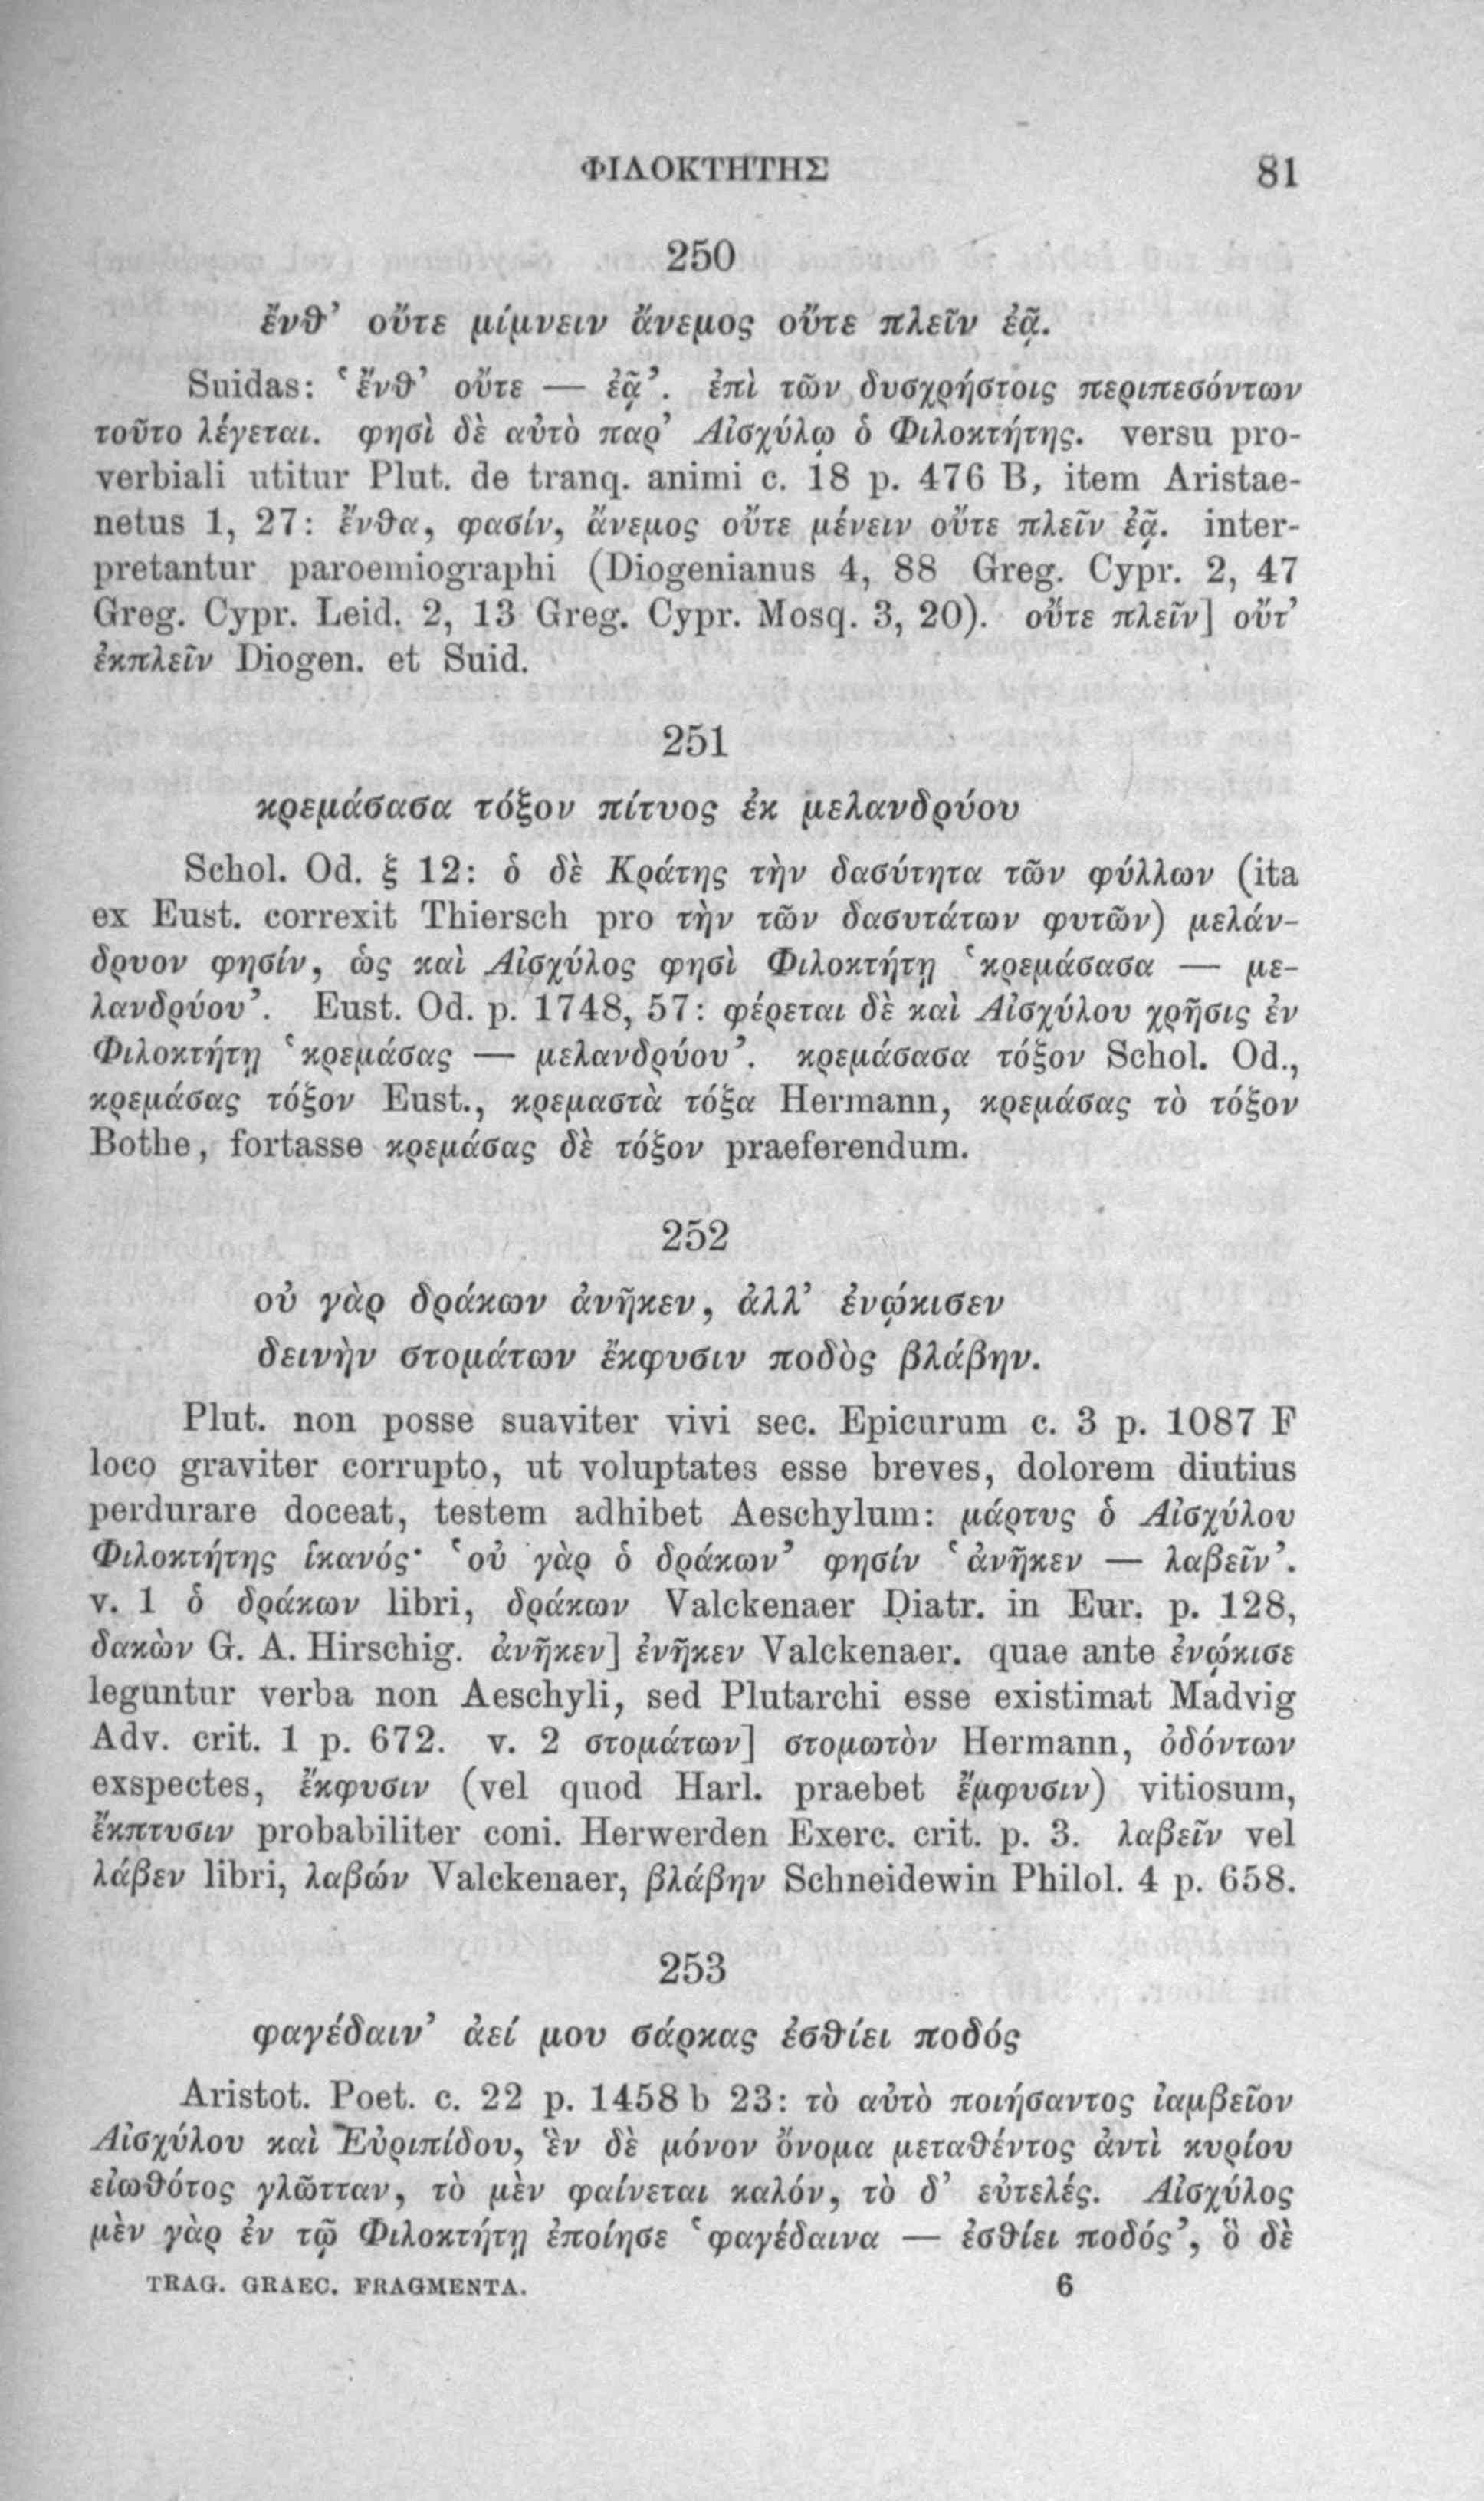 ΦΙΛΟΚΤΗΤΗΣ 81
250
ἔνθ’ οὔτε μίμνειν ἄνεμος οὔτε πλεῖν ἐᾷ.
Suidas: ‘ἔνθ’ οὔτε — ἐᾷ’. ἐπὶ τῶν δυσχρήστοις περιπεσόντων
τοῦτο λέγεται. φησὶ δὲ αὐτὸ παρ’ Αἰσχύλῳ ὁ Φιλοκτήτης. versu pro-
verbiali utitur Plut. de tranq. animi c. 18 p. 476 B, item Aristae-
netus 1, 27: ἔνθα, φασίν, ἄνεμος οὔτε μένειν οὔτε πλεῖν ἐᾷ. inter-
pretantur paroemiographi (Diogenianus 4, 88 Greg. Cypr. 2, 47
Greg. Cypr. Leid. 2, 13 Greg. Cypr. Mosq. 3, 20). οὔτε πλεῖν] οὔτ’
ἐκπλεῖν Diogen. et Suid.
251
κρεμάσασα τόξον πίτυος ἐκ μελανδρύου
Schol. Od. ξ 12: ὁ δὲ Κράτης τὴν δασύτητα τῶν φύλλων (ita
ex Eust. correxit Thiersch pro τὴν τῶν δασυτάτων φυτῶν) μελάν-
δρυον φησίν, ὡς καὶ Αἰσχύλος φησὶ Φιλοκτήτῃ ‘κρεμάσασα — με-
λανδρύου’. Eust. Od. p. 1748, 57: φέρεται δὲ καὶ Αἰσχύλου χρῆσις ἐν
Φιλοκτήτῃ ‘κρεμάσας — μελανδρύου’. κρεμάσασα τόξον Schol. Od.,
κρεμάσας τόξον Eust., κρεμαστὰ τόξα Hermann, κρεμάσας τὸ τόξον
Bothe, fortasse κρεμάσας δὲ τόξον praeferendum.
252
οὐ γὰρ δράκων ἀνῆκεν, ἀλλ’ ἐνῴκισεν
δεινὴν στομάτων ἔκφυσιν ποδὸς βλάβην.
Plut. non posse suaviter vivi sec. Epicurum c. 3 p. 1087 F
loco graviter corrupto, ut voluptates esse breves, dolorem diutius
perdurare doceat, testem adhibet Aeschylum: μάρτυς ὁ Αἰσχύλου
Φιλοκτήτης ἱκανός· ‘οὐ γὰρ ὁ δράκων’ φησίν ‘ἀνῆκεν — λαβεῖν’.
v. 1 ὁ δράκων libri, δράκων Valckenaer Diatr. in Eur. p. 128,
δακὼν G. A. Hirschig. ἀνῆκεν] ἐνῆκεν Valckenaer. quae ante ἐνῴκισε
leguntur verba non Aeschyli, sed Plutarchi esse existimat Madvig
Adv. crit. 1 p. 672. v. 2 στομάτων] στομωτὸν Hermann, ὀδόντων
exspectes, ἔκφυσιν (vel quod Harl. praebet ἔμφυσιν) vitiosum,
ἔκπτυσιν probabiliter coni. Herwerden Exerc. crit. p. 3. λαβεῖν vel
λάβεν libri, λαβών Valckenaer, βλάβην Schneidewin Philol. 4 p. 658.
253
φαγέδαιν’ ἀεί μου σάρκας ἐσθίει ποδός
Aristot. Poet. c. 22 p. 1458 b 23: τὸ αὐτὸ ποιήσαντος ἰαμβεῖον
Αἰσχύλου καὶ Εὐριπίδου, ἓν δὲ μόνον ὄνομα μεταθέντος ἀντὶ κυρίου
εἰωθότος γλῶτταν, τὸ μὲν φαίνεται καλόν, τὸ δ’ εὐτελές. Αἰσχύλος
μὲν γὰρ ἐν τῷ Φιλοκτήτῃ ἐποίησε ‘φαγέδαινα — ἐσθίει ποδός’, ὃ δὲ
TRAG. GRAEC. FRAGMENTA. 6